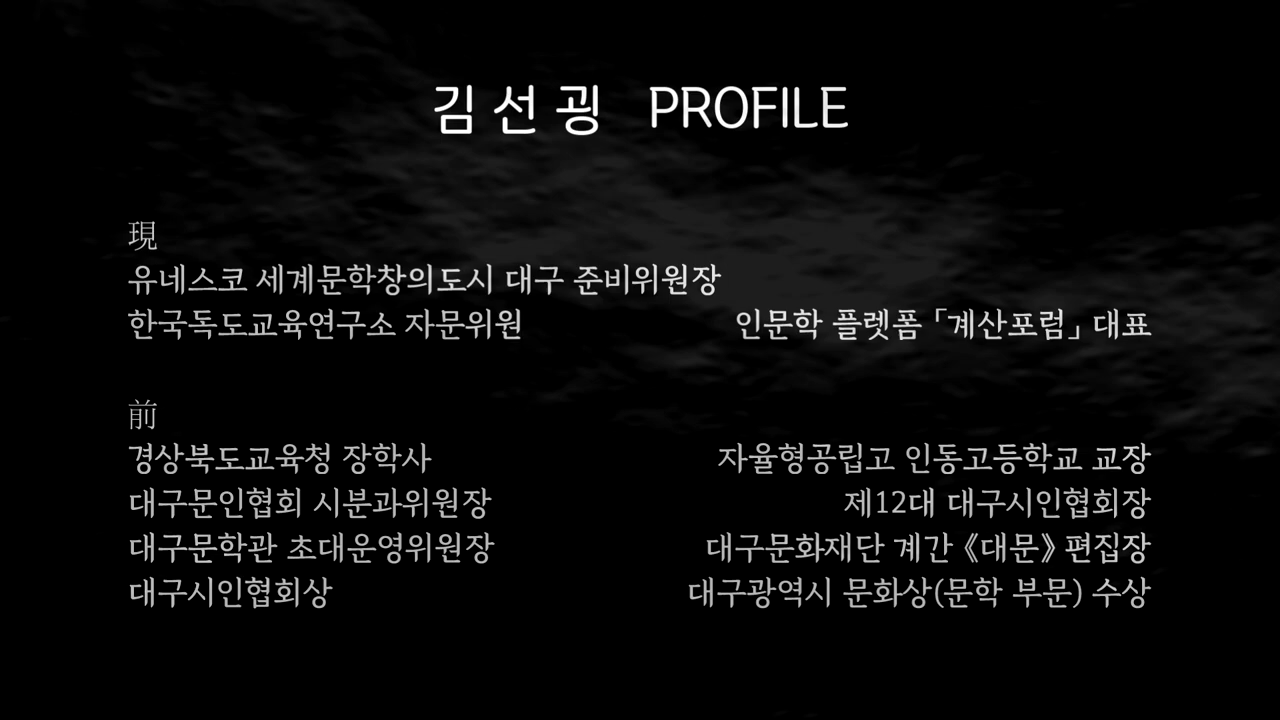 김선굉 PROFILE
現
유네스코 세계문학창의도시 대구 준비위원장
한국독도교육연구소 자문위원 인문학 플렛폼 「계산포럼」 대표
前
경상북도교육청 장학사 자율형공립고 인동고등학교 교장
대구문인협회 시분과위원장 제12대 대구시인협회장
대구문학관 초대운영위원장 대구문화재단 계간 《대문》 편집장
대구시인협회상 대구광역시 문화상(문학 부문) 수상